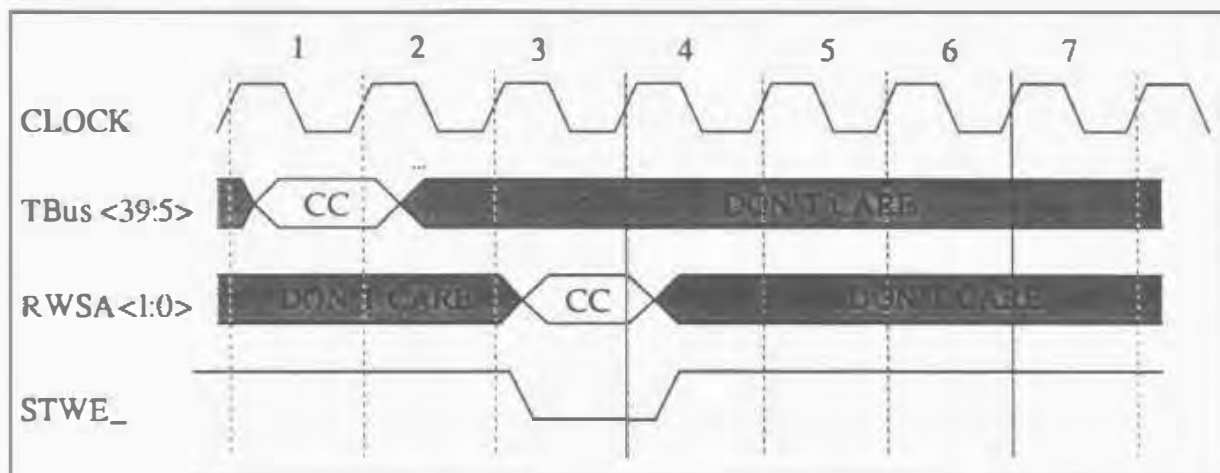 1 2 3 4 5 6 7
CLOCK
TBus <39:5> CC DON'T CARE
RWSA<1:0> DON'T CARE CC DON'T CARE
STWE_